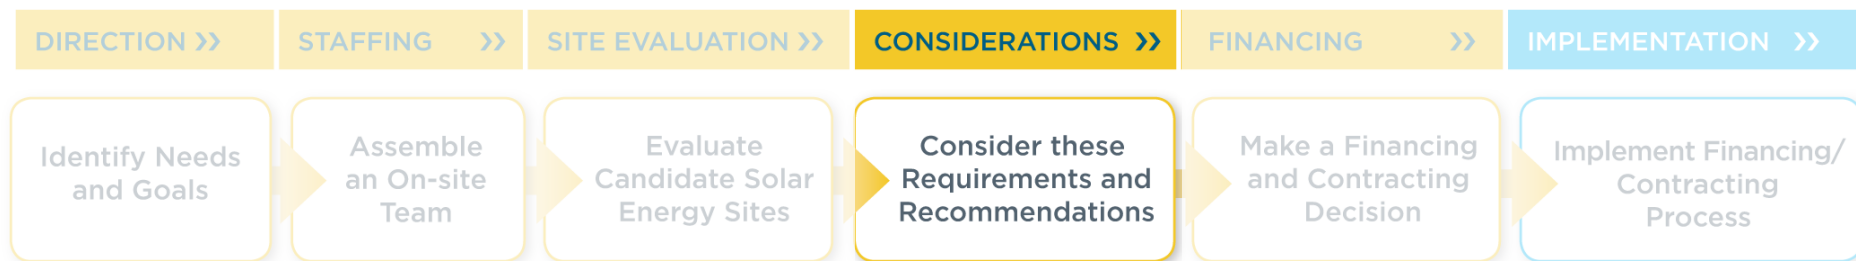 DIRECTION »
STAFFING »
SITE EVALUATION »
CONSIDERATIONS »
FINANCING »
IMPLEMENTATION »
Identify Needs
and Goals
Assemble
an On-site
Team
Evaluate
Candidate Solar
Energy Sites
Consider these
Requirements and
Recommendations
Make a Financing
and Contracting
Decision
Implement Financing/
Contracting
Process